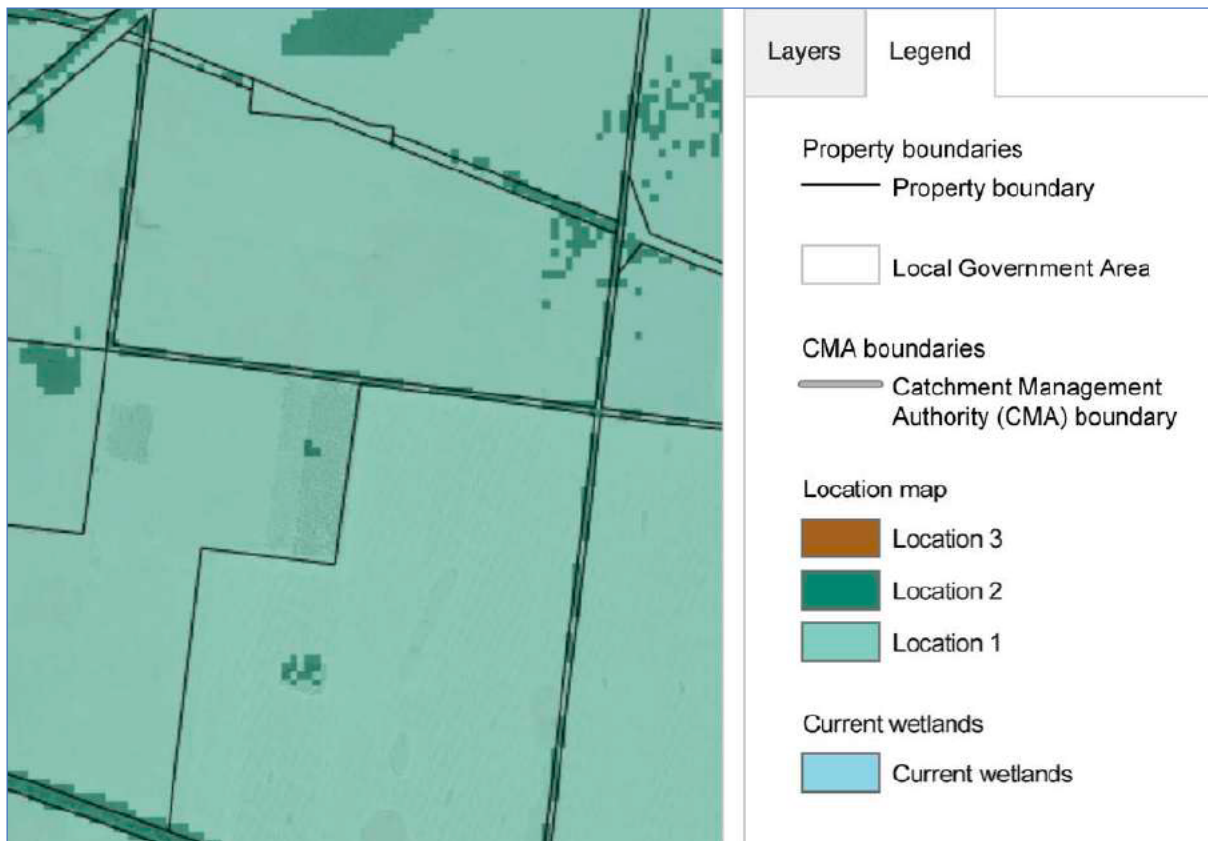 Layers
Legend
Property boundaries
Property boundary
Local Government Area
CMA boundaries
Catchment Management
Authority (CMA) boundary
Location map
Location 3
Location 2
Location 1
Current wetlands
Current wetlands